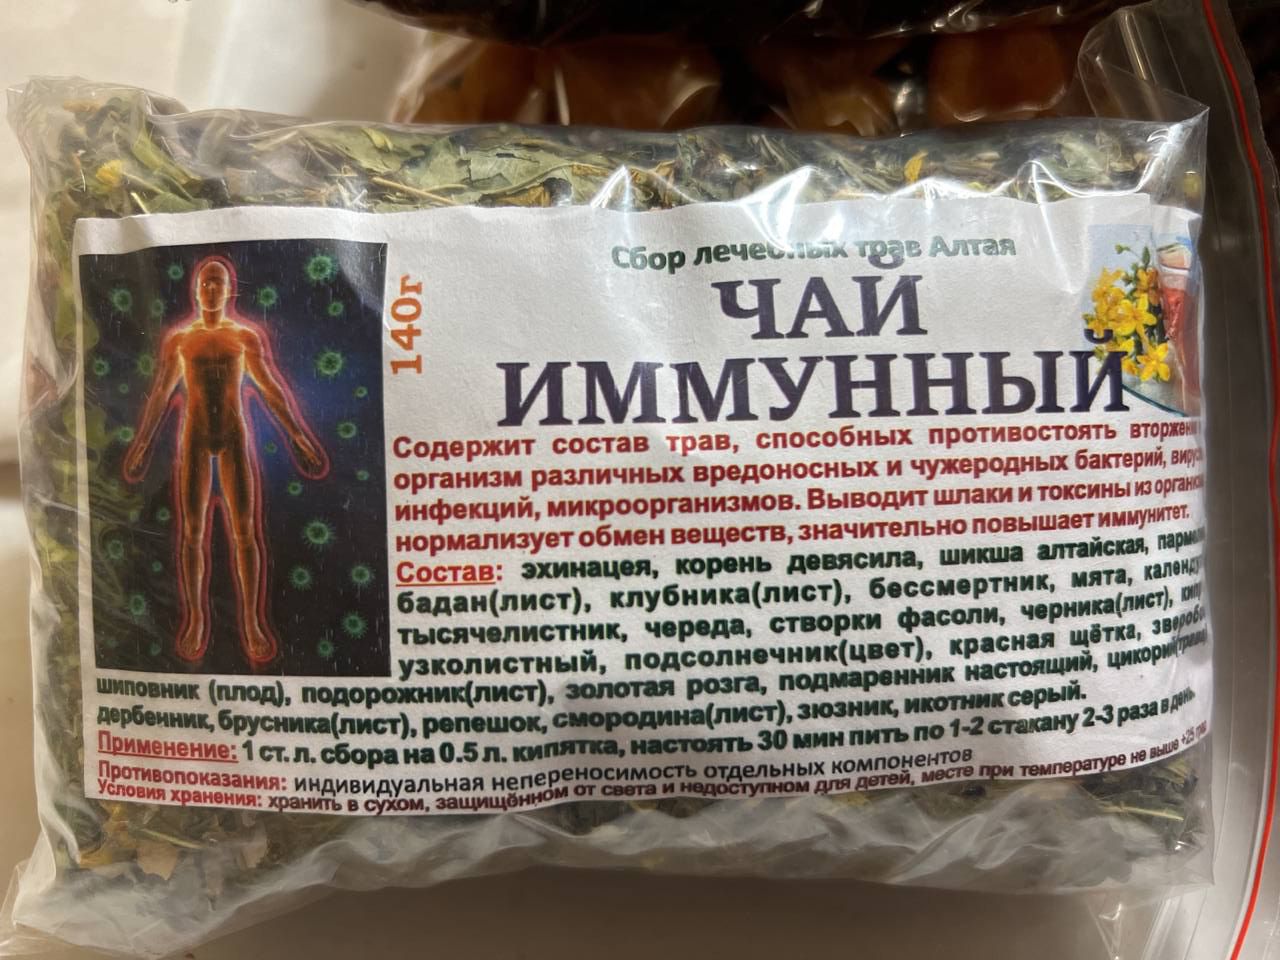 Сбор лечебных трав Алтая
140г
ЧАЙ
ИММУННЫЙ
Содержит состав трав, способных противостоять
организм различных вредоносных и чужеродных бактерий,
инфекций, микроорганизмов. Выводит шлаки и токсины из
нормализует обмен веществ, значительно повышает иммунитет.
Состав: эхинацея, корень девясила, шикша алтайская,
бадан(лист), клубника(лист), бессмертник, мята,
тысячелистник, череда, створки фасоли, черника(лист),
узколистный, подсолнечник(цвет), красная щётка,
шиповник (плод), подорожник(лист), золотая розга, подмаренник настоящий, цикорий(трава),
дербенник, брусника(лист), репешок, смородина(лист), зюзник, икотник серый.
Применение: 1 ст.л. сбора на 0.5 л. кипятка, настоять 30 мин пить по 1-2 стакану 2-3 раза в день.
Противопоказания: индивидуальная непереносимость отдельных компонентов
Условия хранения: хранить в сухом, защищённом от света и недоступном для детей, месте при температуре не выше +25